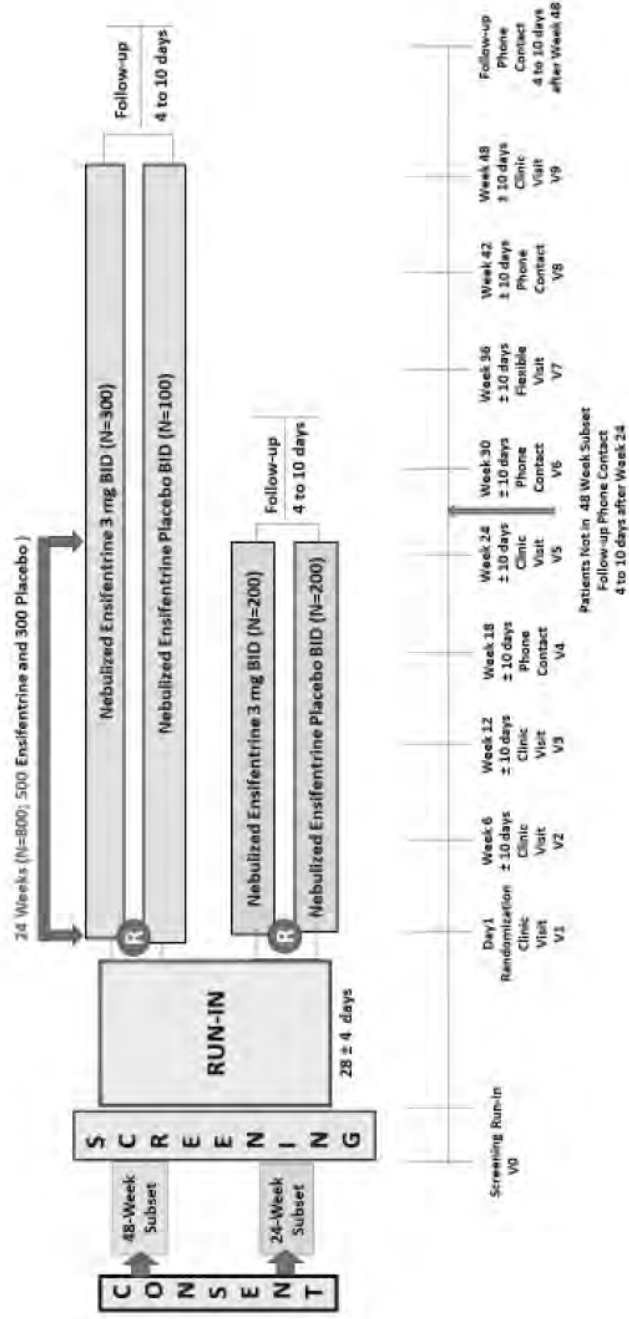 24 Weeks (N=800; 500 Ensifentrine and 300 Placebo )
CONSENT
48-Week
Subset
24-Week
Subset
SCREENING
RUN-IN
28 ± 4 days
R
Nebulized Ensifentrine 3 mg BID (N=300)
Nebulized Ensifentrine Placebo BID (N=100)
Follow-up
4 to 10 days
R
Nebulized Ensifentrine 3 mg BID (N=200)
Nebulized Ensifentrine Placebo BID (N=200)
Follow-up
4 to 10 days
Screening Run-In
V0
Day1
Randomization
Clinic
Visit
V1
Week 6
± 10 days
Clinic
Visit
V2
Week 12
± 10 days
Clinic
Visit
V3
Week 18
± 10 days
Phone
Contact
V4
Week 24
± 10 days
Clinic
Visit
V5
Patients Not in 48 Week Subset
Follow-up Phone Contact
4 to 10 days after Week 24
Week 30
± 10 days
Phone
Contact
V6
Week 36
± 10 days
Flexible
Visit
V7
Week 42
± 10 days
Phone
Contact
V8
Week 48
± 10 days
Clinic
Visit
V9
Follow-up
Phone
Contact
4 to 10 days
after Week 48